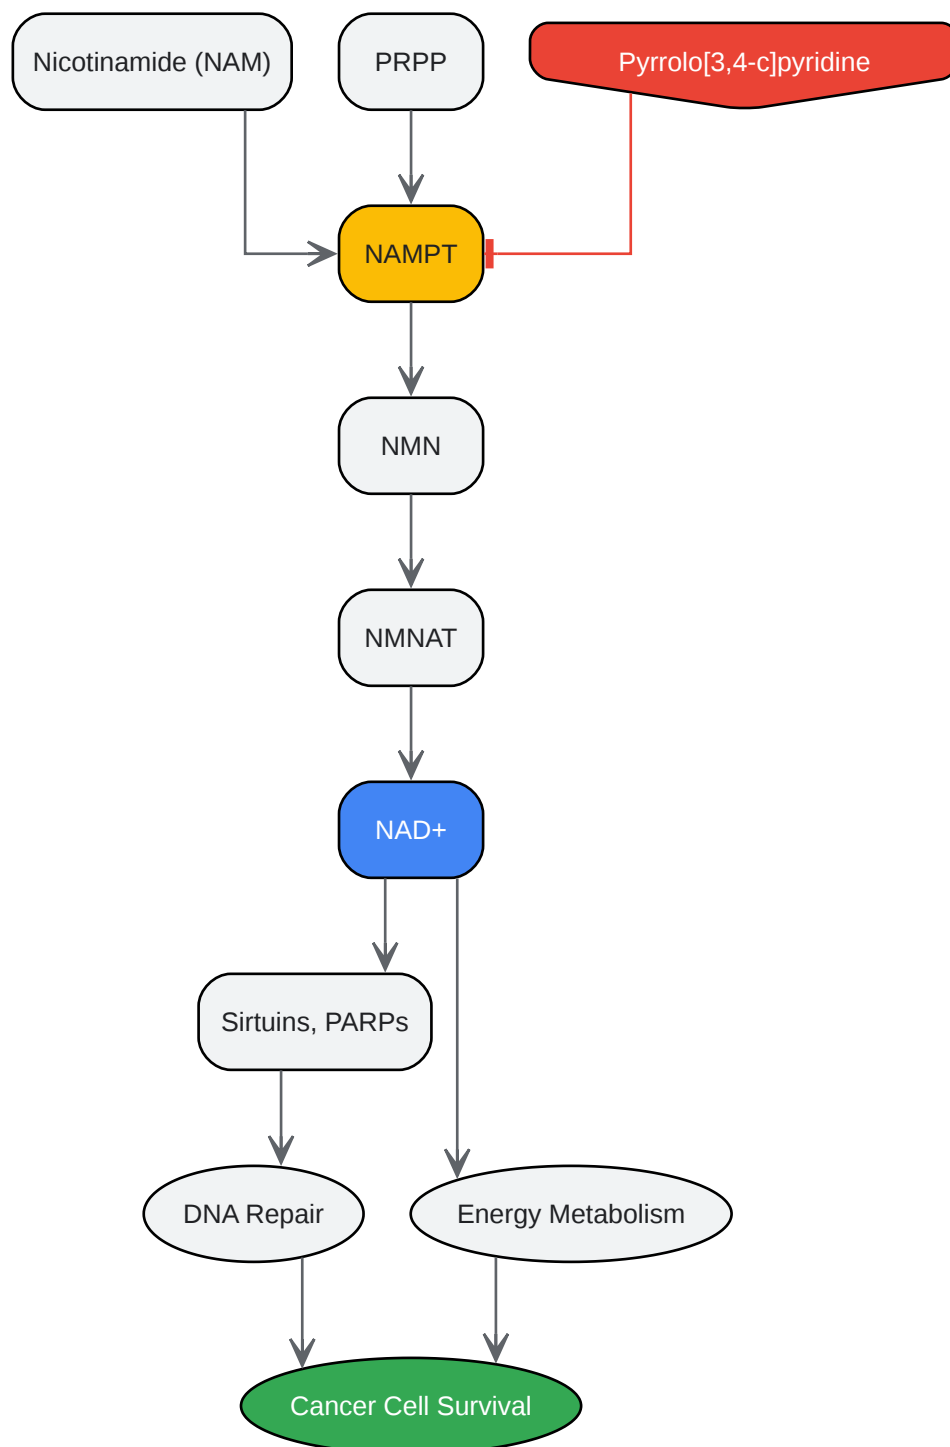 Nicotinamide (NAM)
PRPP
Pyrrolo[3,4-c]pyridine
NAMPT
NMN
NMNAT
NAD+
Sirtuins, PARPs
DNA Repair
Energy Metabolism
Cancer Cell Survival